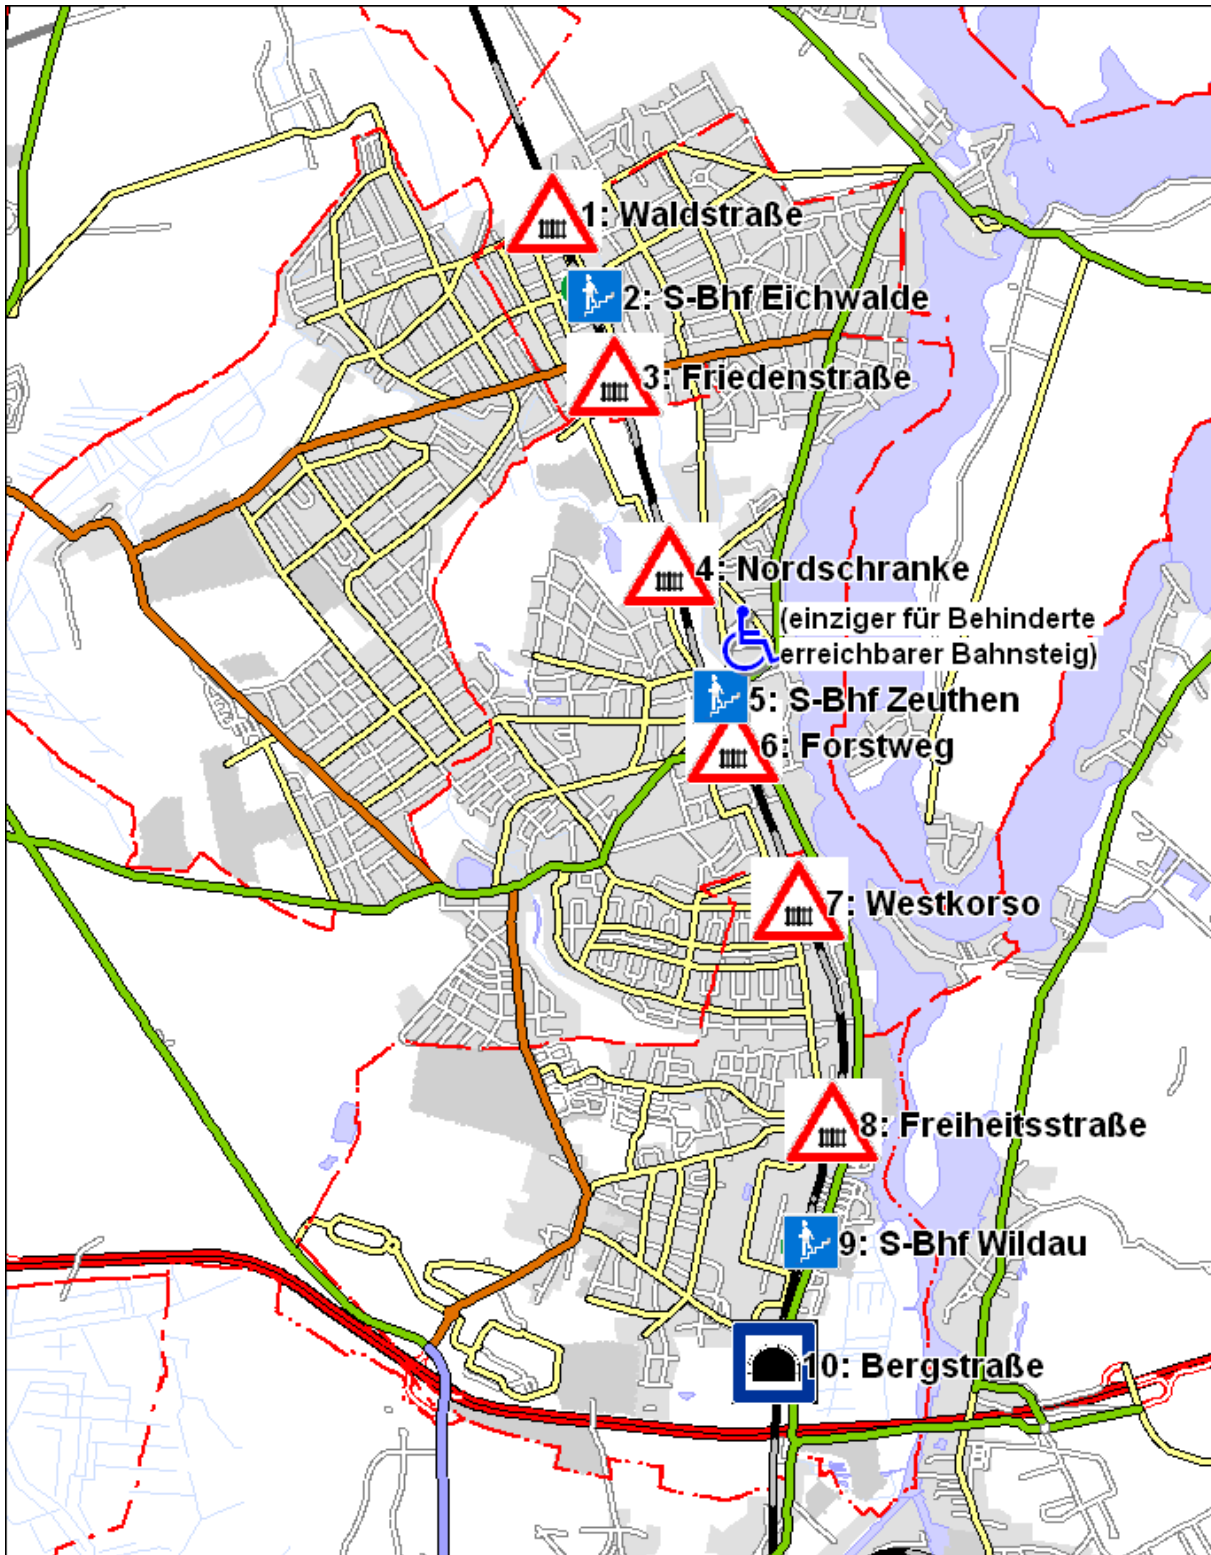 1: Waldstraße
2: S-Bhf Eichwalde
3: Friedenstraße
4: Nordschranke
(einziger für Behinderte
erreichbarer Bahnsteig)
5: S-Bhf Zeuthen
6: Forstweg
7: Westkorso
8: Freiheitsstraße
9: S-Bhf Wildau
10: Bergstraße